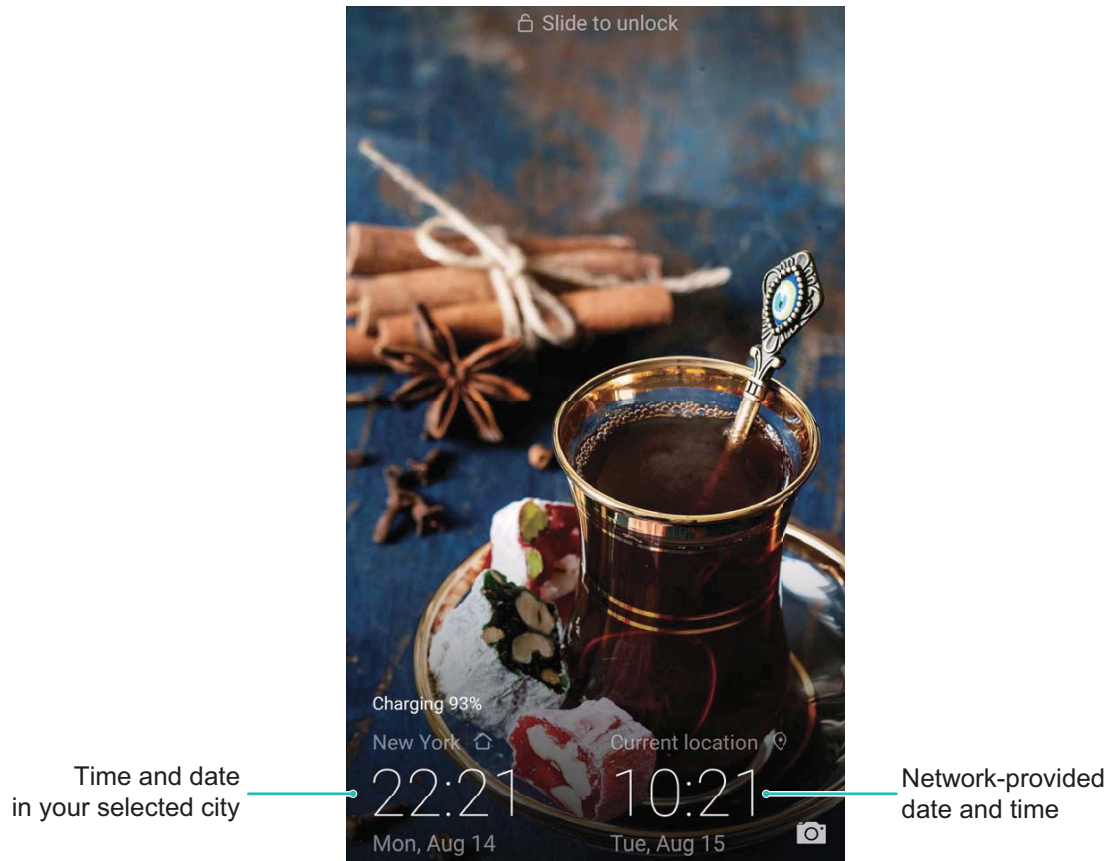 Slide to unlock
Charging 93%
New York
Current location
22:21
10:21
Mon, Aug 14
Tue, Aug 15
Time and date
in your selected city
Network-provided
date and time